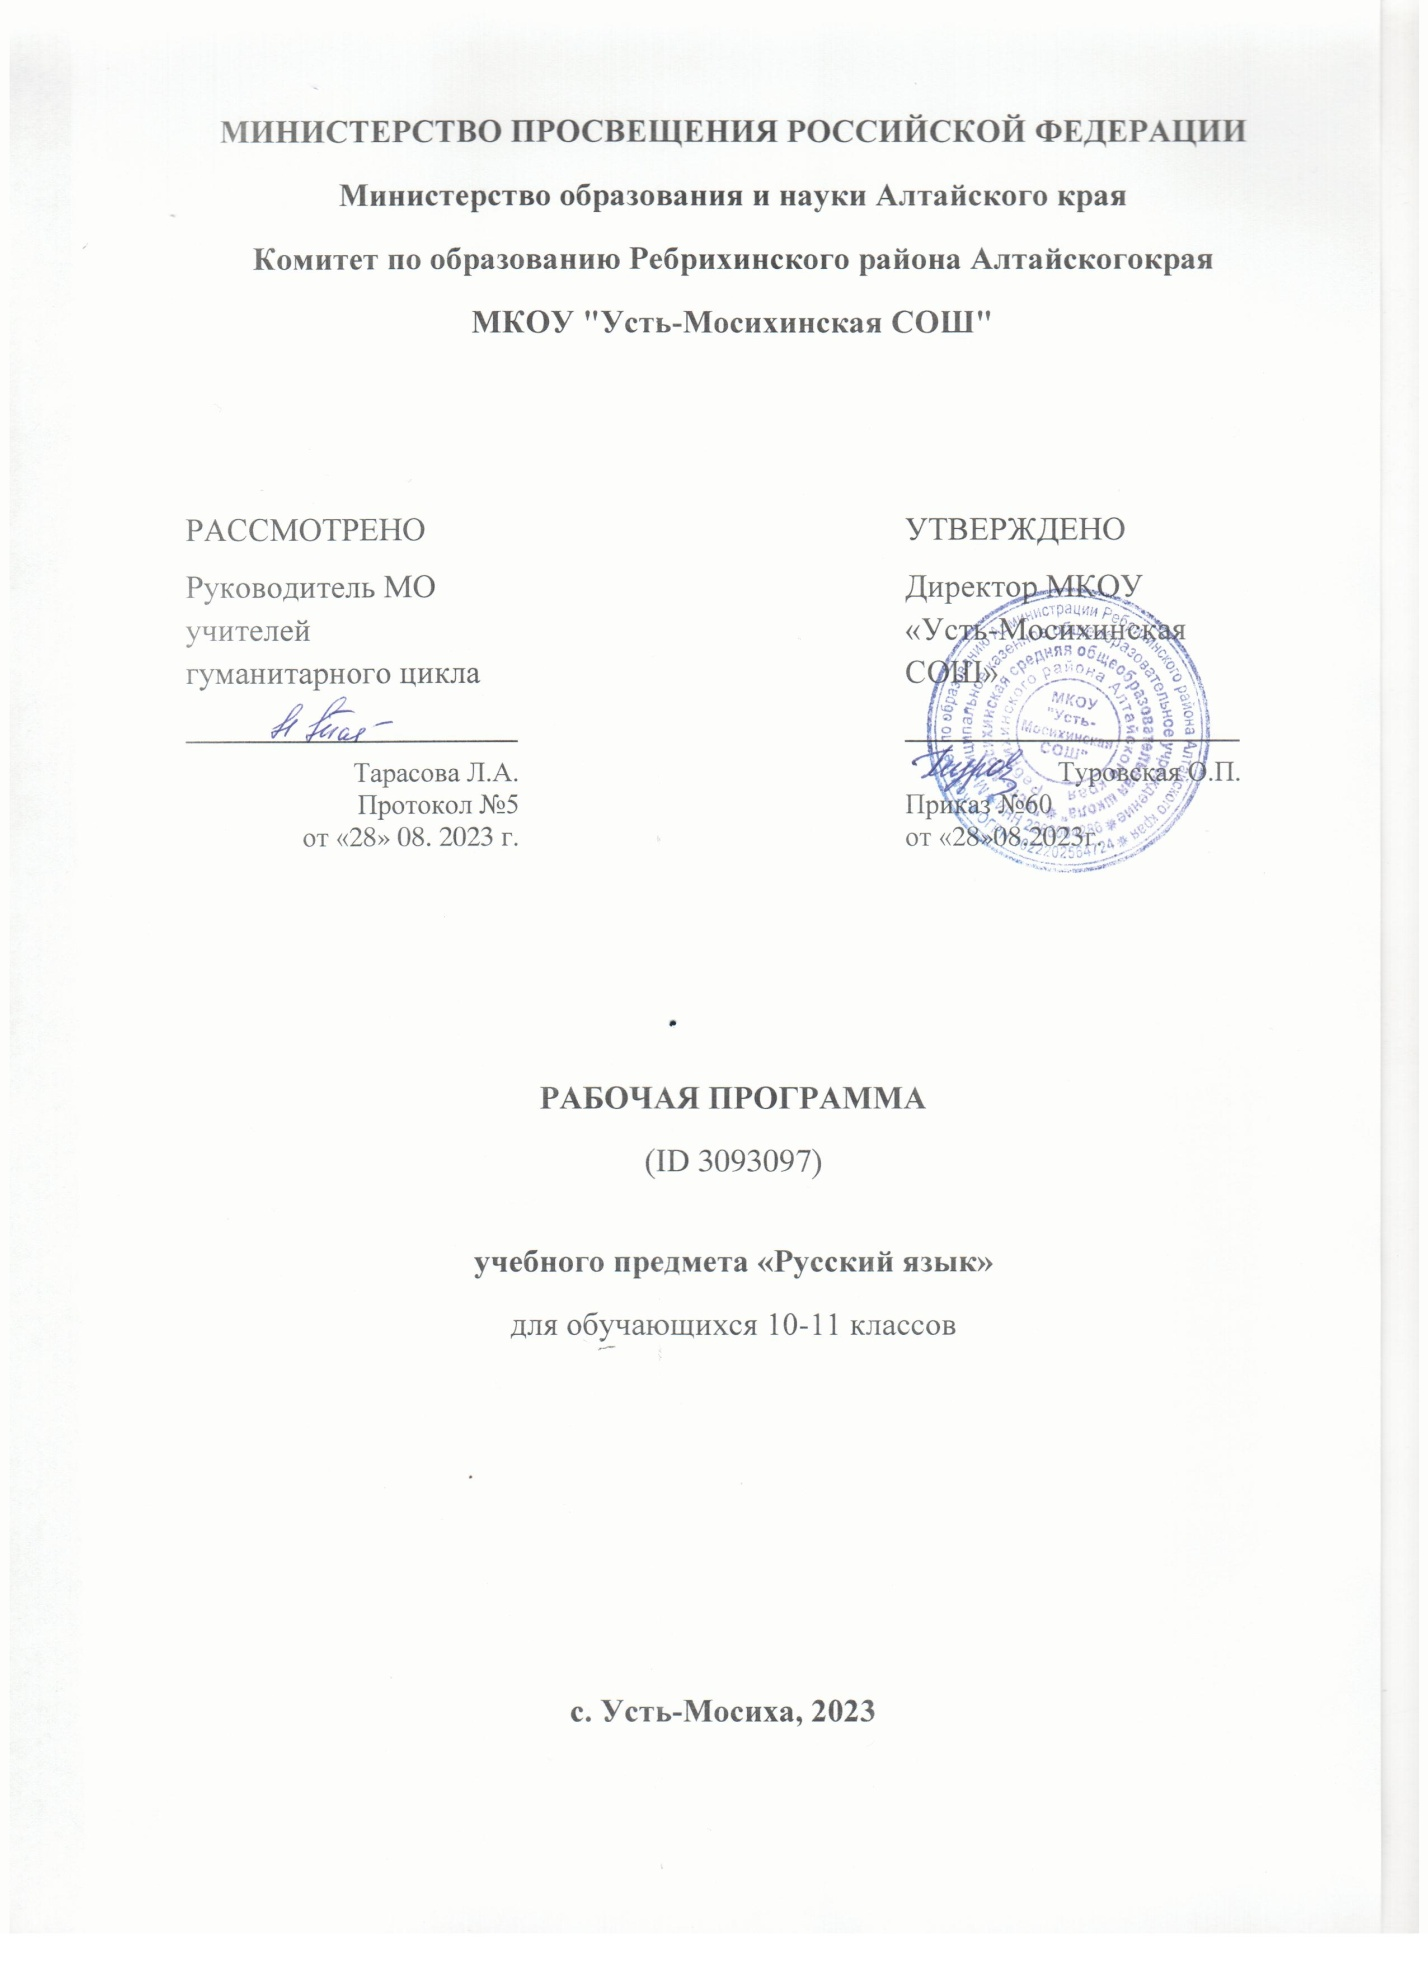 МИНИСТЕРСТВО ПРОСВЕЩЕНИЯ РОССИЙСКОЙ ФЕДЕРАЦИИ
Министерство образования и науки Алтайского края
Комитет по образованию Ребрихинского района Алтайскогокрая
МКОУ "Усть-Мосихинская СОШ"
РАССМОТРЕНО
Руководитель МО
учителей
гуманитарного цикла
Тарасова Л.А.
Протокол №5
от «28» 08. 2023 г.
УТВЕРЖДЕНО
Директор МКОУ
«Усть-Мосихинская
СОШ»
Туровская О.П.
Приказ №60
от «28»08.2023г.
МКОУ
"Усть-
Мосихинская
СОШ"
РАБОЧАЯ ПРОГРАММА
(ID 3093097)
учебного предмета «Русский язык»
для обучающихся 10-11 классов
с. Усть-Мосиха, 2023